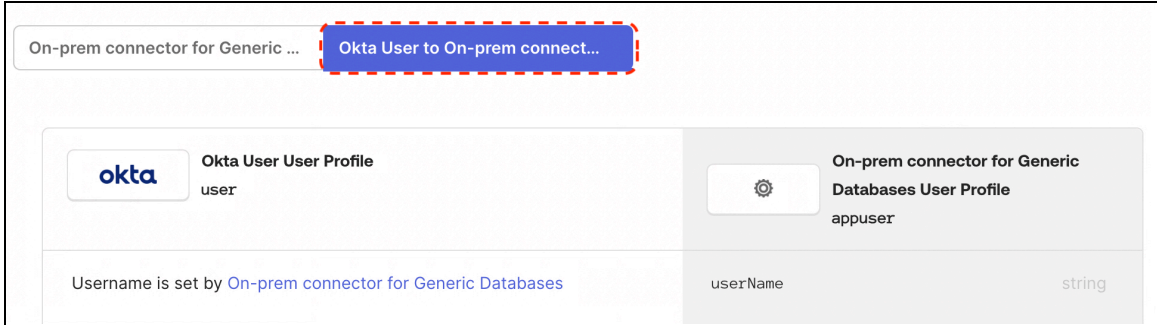 On-prem connector for Generic ...
Okta User to On-prem connect...
okta
Okta User User Profile
user
On-prem connector for Generic
Databases User Profile
appuser
Username is set by On-prem connector for Generic Databases
userName
string